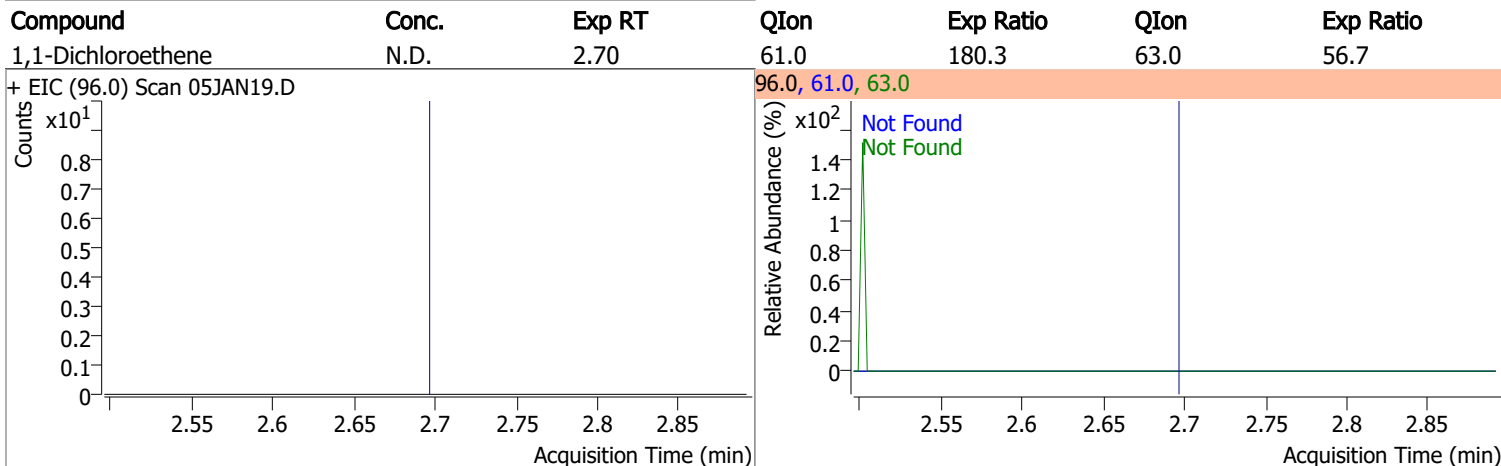 Compound Conc. Exp RT QIon Exp Ratio QIon Exp Ratio
1,1-Dichloroethene N.D. 2.70 61.0 180.3 63.0 56.7
+ EIC (96.0) Scan 05JAN19.D
Counts
x10¹
0.8
0.7
0.6
0.5
0.4
0.3
0.2
0.1
0
2.55 2.6 2.65 2.7 2.75 2.8 2.85
Acquisition Time (min)
96.0, 61.0, 63.0
Relative Abundance (%)
x10²
Not Found
Not Found
1.4
1.2
1
0.8
0.6
0.4
0.2
0
2.55 2.6 2.65 2.7 2.75 2.8 2.85
Acquisition Time (min)